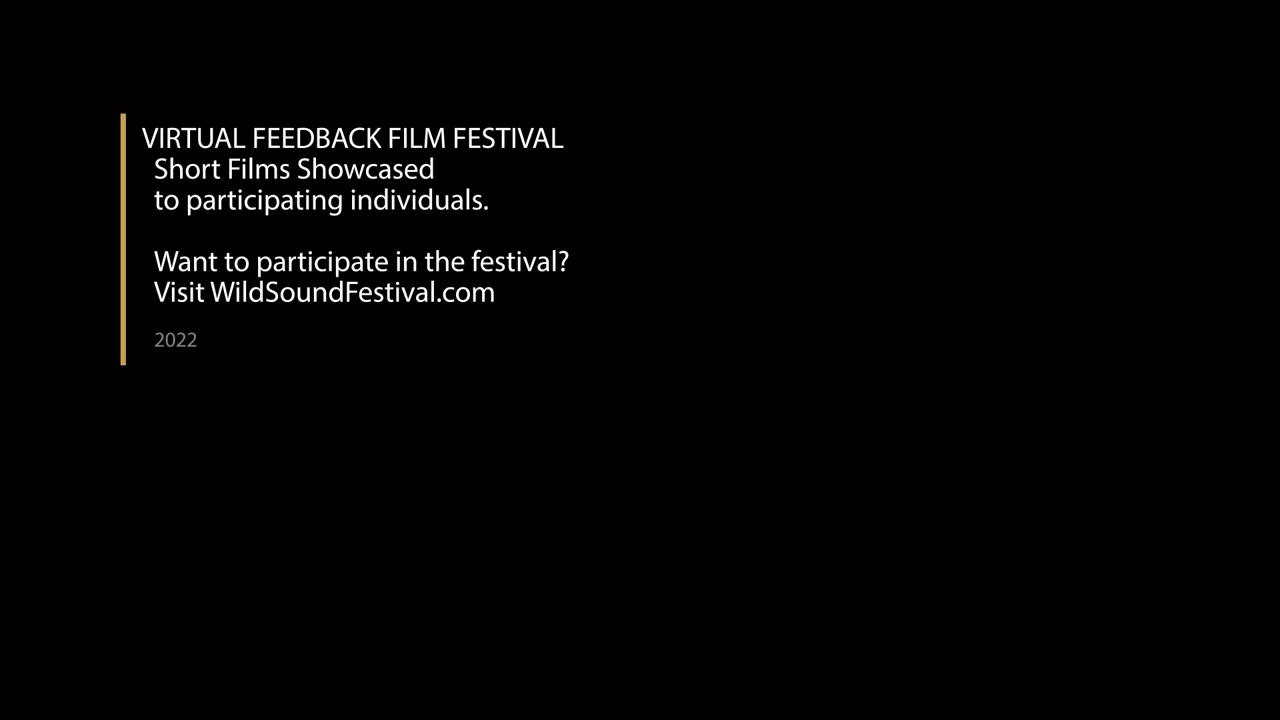 VIRTUAL FEEDBACK FILM FESTIVAL
Short Films Showcased
to participating individuals.
Want to participate in the festival?
Visit WildSoundFestival.com
2022